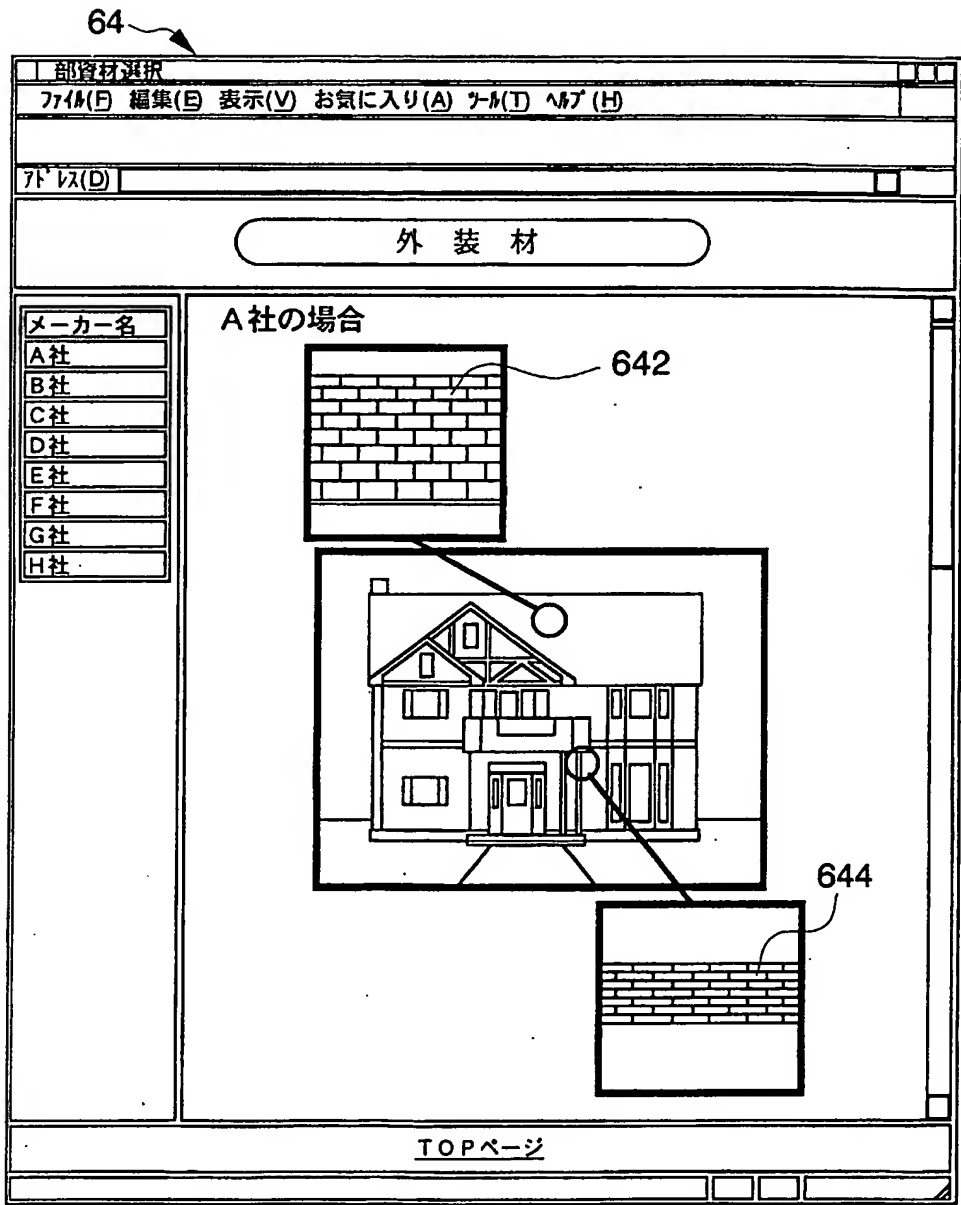 64
部資材選択
ﾌｧｲﾙ(F) 編集(E) 表示(V) お気に入り(A) ﾂｰﾙ(T) ﾍﾙﾌﾟ(H)
ｱﾄﾞﾚｽ(D)
外装材
メーカー名
A社
B社
C社
D社
E社
F社
G社
H社
A社の場合
642
644
TOPページ